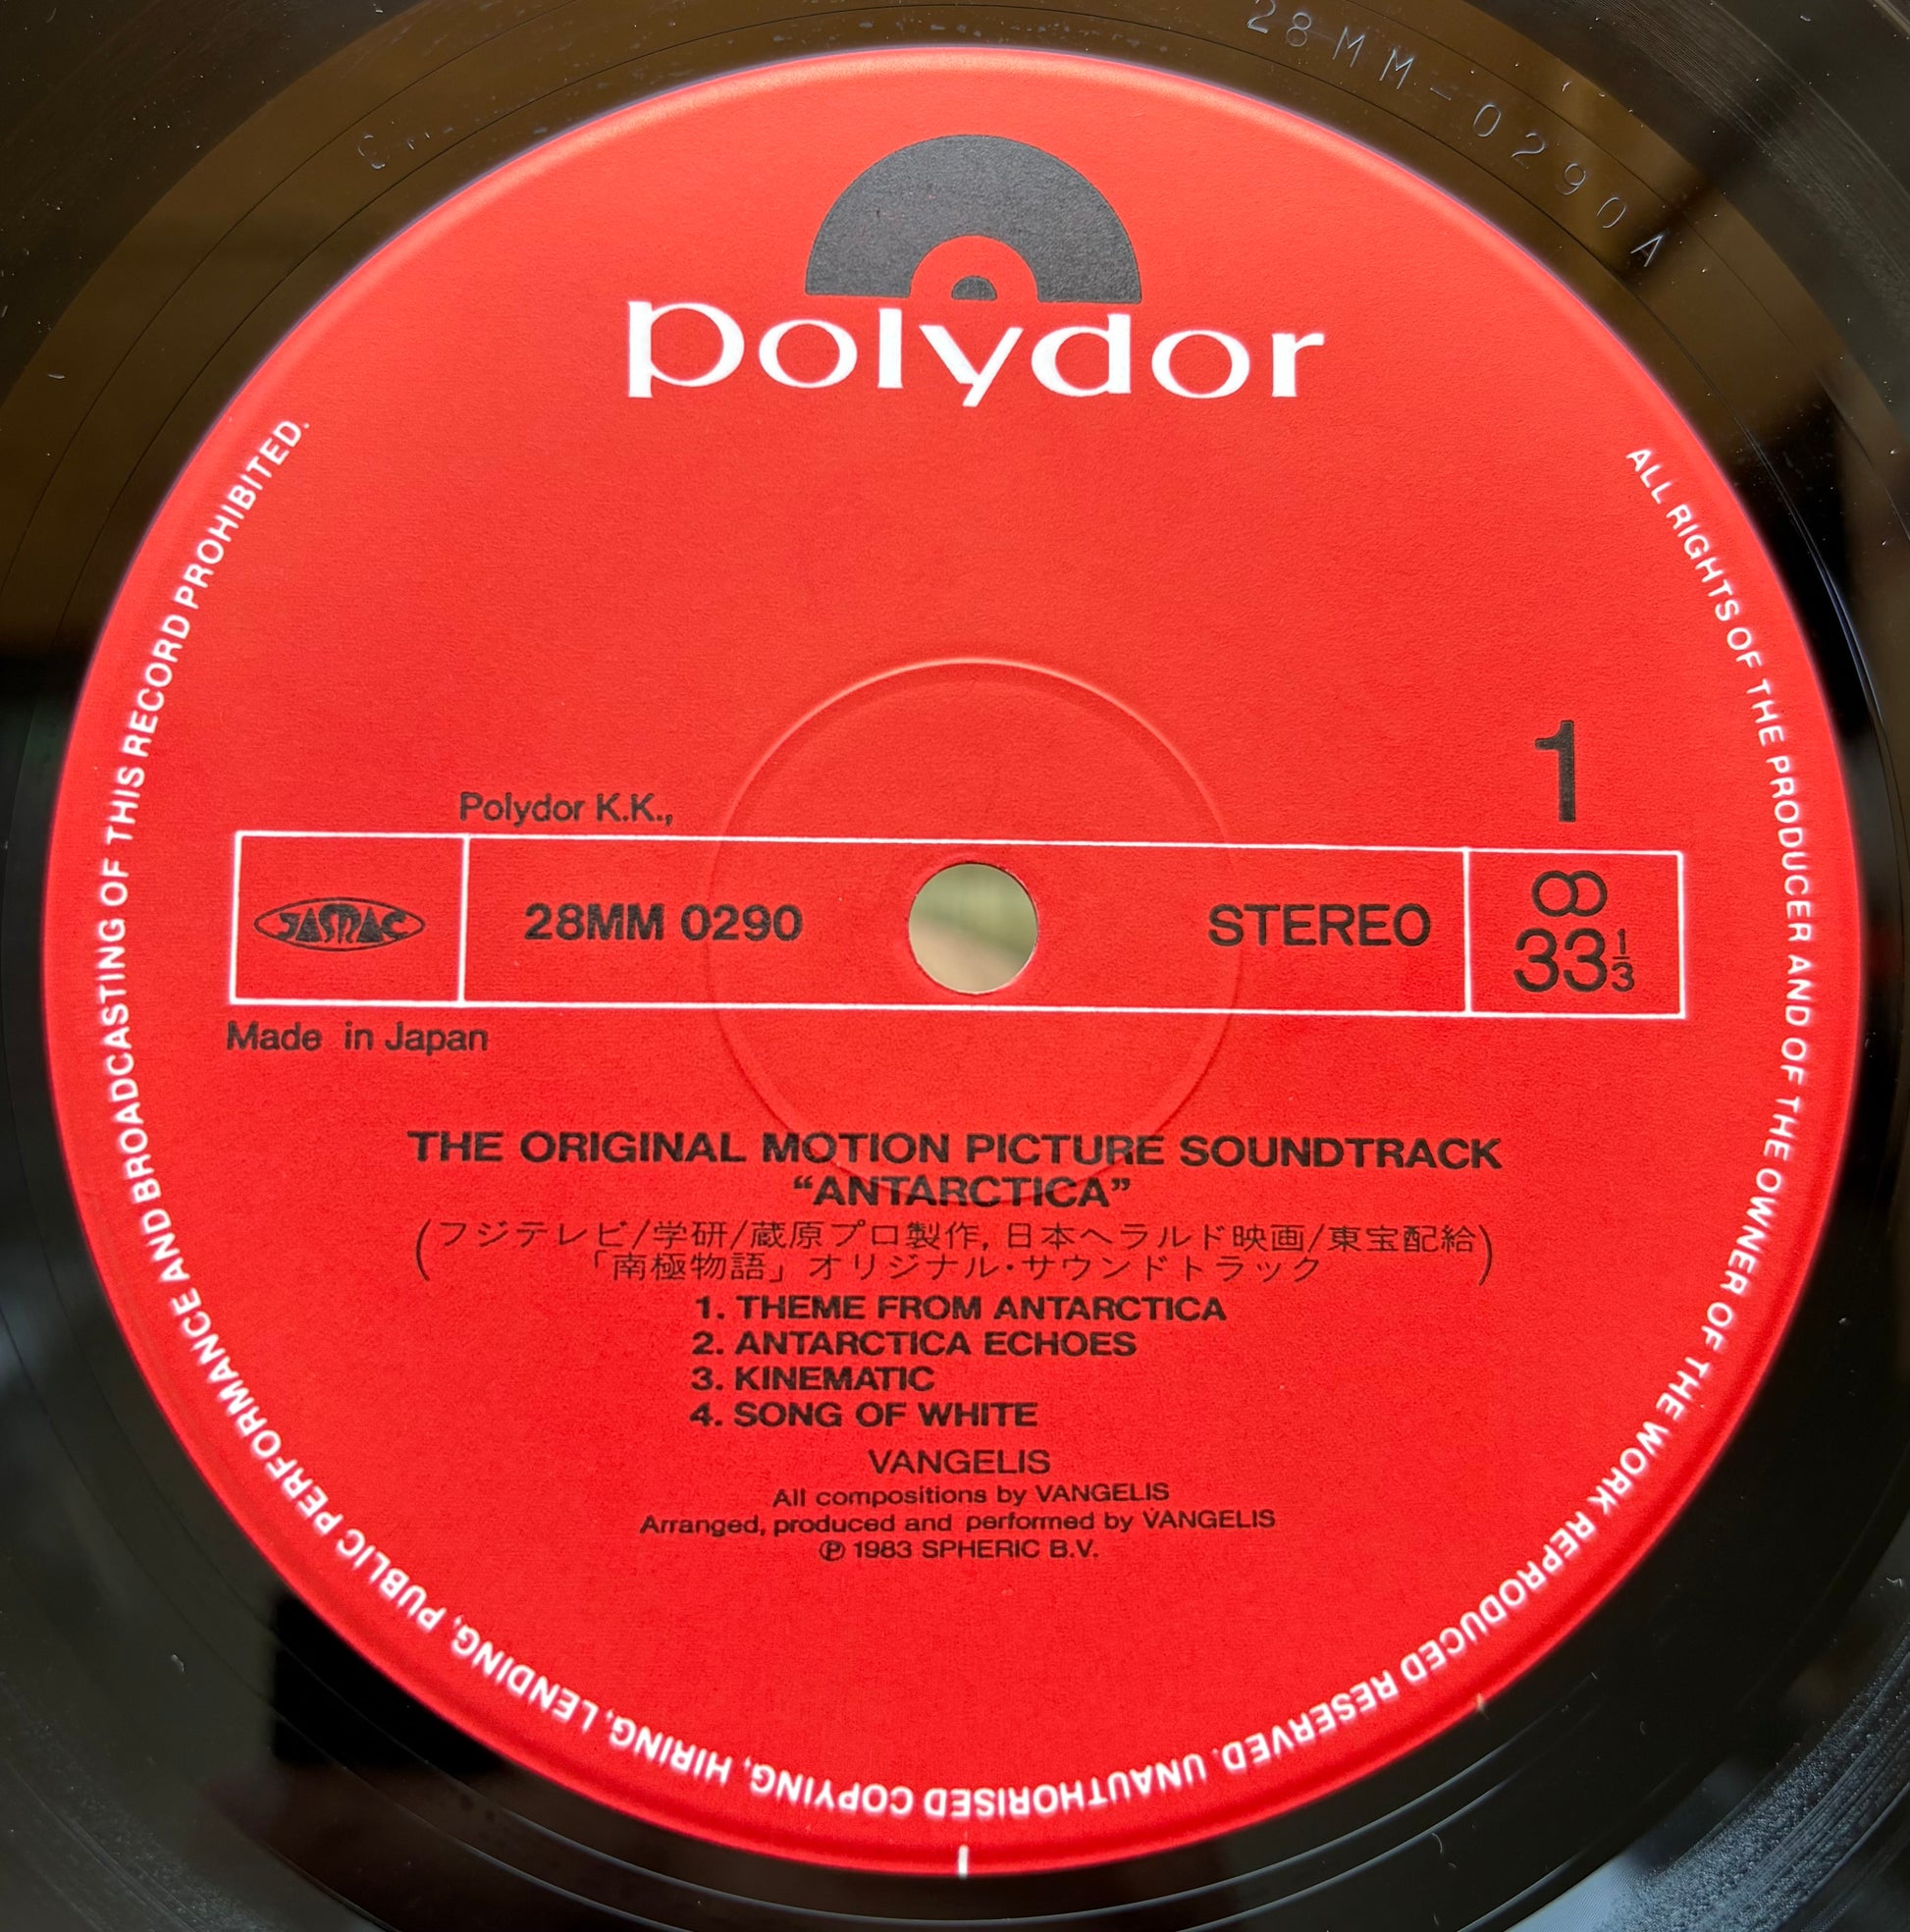 28-MM-0290A
polydor
ALL RIGHTS OF THE PRODUCER AND OF THE OWNER OF THE WORK REPRODUCED RESERVED. UNAUTHORISED COPYING, HIRING, LENDING, PUBLIC PERFORMANCE AND BROADCASTING OF THIS RECORD PROHIBITED.
1
Polydor K.K.,
JASRAC 28MM 0290 STEREO 33 1/3
Made in Japan
THE ORIGINAL MOTION PICTURE SOUNDTRACK
“ANTARCTICA”
(フジテレビ/学研/蔵原プロ製作, 日本ヘラルド映画/東宝配給
「南極物語」オリジナル・サウンドトラック)
1. THEME FROM ANTARCTICA
2. ANTARCTICA ECHOES
3. KINEMATIC
4. SONG OF WHITE
VANGELIS
All compositions by VANGELIS
Arranged, produced and performed by VANGELIS
℗ 1983 SPHERIC B.V.